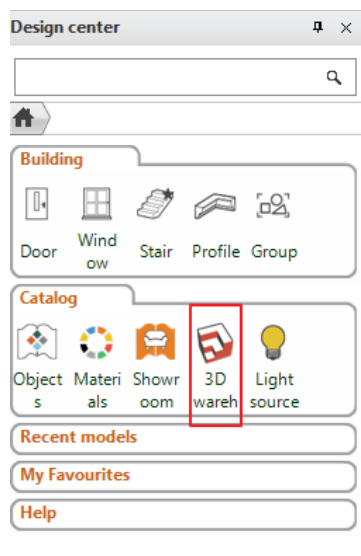 Design center
Building
Door Wind Stair Profile Group
ow
Catalog
Object Materi Showr 3D Light
s als oom wareh source
Recent models
My Favourites
Help